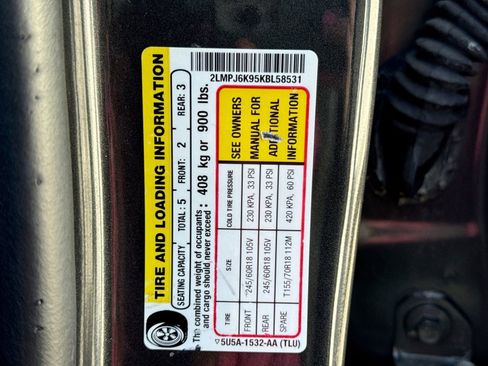 TIRE AND LOADING INFORMATION
SEATING CAPACITY TOTAL: 5 FRONT: 2 REAR: 3
The combined weight of occupants and cargo should never exceed : 408 kg or 900 lbs.
TIRE SIZE COLD TIRE PRESSURE
FRONT 245/60R18 105V 230 KPA, 33 PSI
REAR 245/60R18 105V 230 KPA, 33 PSI
SPARE T155/70R18 112M 420 KPA, 60 PSI
SEE OWNERS
MANUAL FOR
ADDITIONAL
INFORMATION
5U5A-1532-AA (TLU)
2LMPJ6K95KBL58531